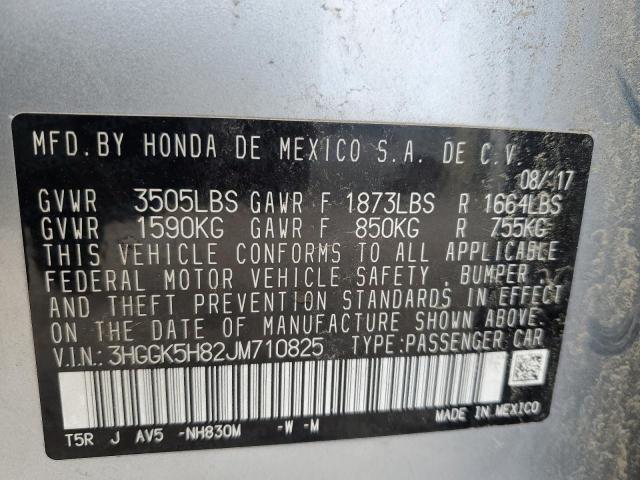 MFD.BY HONDA DE MEXICO S.A. DE C.V.
08/17
GVWR 3505LBS GAWR F 1873LBS R 1664LBS
GVWR 1590KG GAWR F 850KG R 755KG
THIS VEHICLE CONFORMS TO ALL APPLICABLE
FEDERAL MOTOR VEHICLE SAFETY, BUMPER,
AND THEFT PREVENTION STANDARDS IN EFFECT
ON THE DATE OF MANUFACTURE SHOWN ABOVE.
V.I.N.: 3HGGK5H82JM710825 TYPE:PASSENGER CAR
MADE IN MEXICO
T5R J AV5 -NH830M -W -M